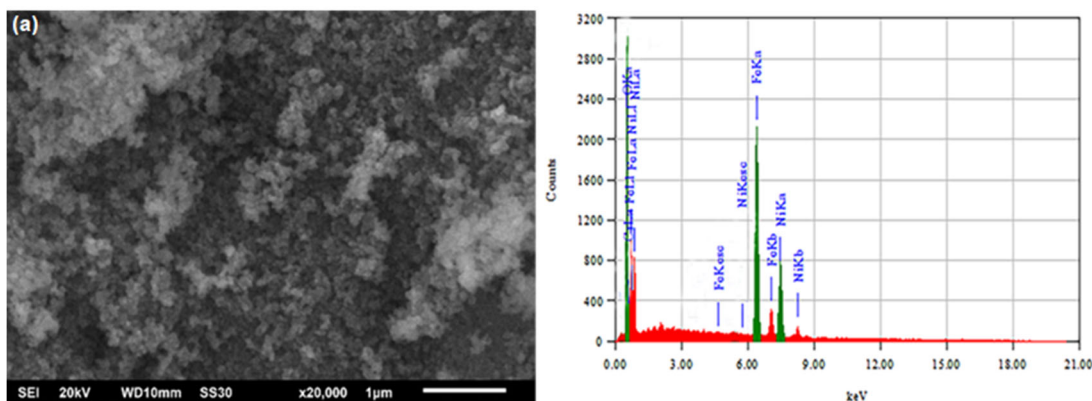 (a)
SEI 20kV WD10mm SS30 x20,000 1µm
Counts
3200
2800
2400
2000
1600
1200
800
400
0
0.00 3.00 6.00 9.00 12.00 15.00 18.00 21.00
keV
OKa
NiLa
FeLl FeLa NiLl
FeKesc
NiKesc
FeKa
FeKb
NiKa
NiKb